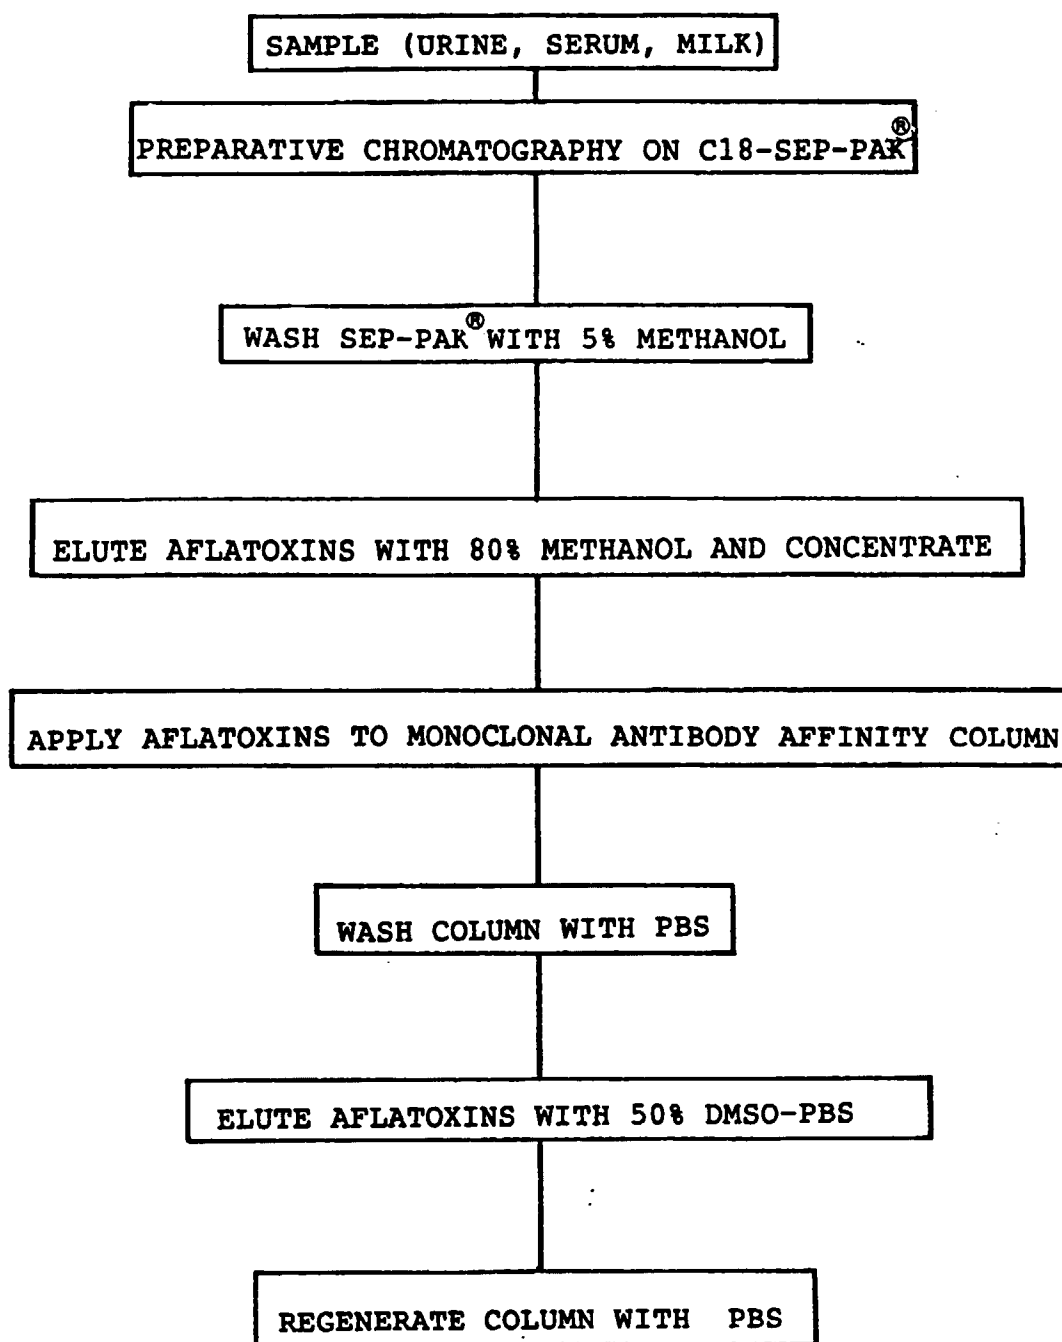 SAMPLE (URINE, SERUM, MILK)
PREPARATIVE CHROMATOGRAPHY ON C18-SEP-PAK®
WASH SEP-PAK® WITH 5% METHANOL
ELUTE AFLATOXINS WITH 80% METHANOL AND CONCENTRATE
APPLY AFLATOXINS TO MONOCLONAL ANTIBODY AFFINITY COLUMN
WASH COLUMN WITH PBS
ELUTE AFLATOXINS WITH 50% DMSO-PBS
REGENERATE COLUMN WITH PBS